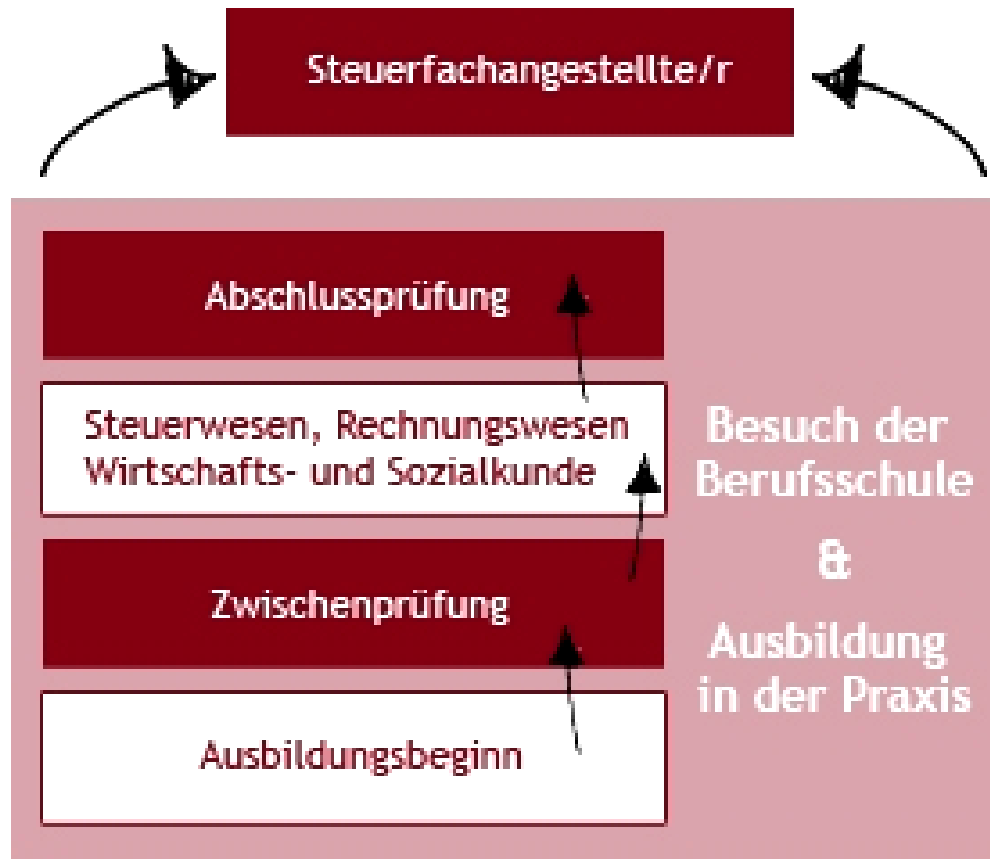 Steuerfachangestellte/r
Abschlussprüfung
Steuerwesen, Rechnungswesen
Wirtschafts- und Sozialkunde
Zwischenprüfung
Ausbildungsbeginn
Besuch der
Berufsschule
&
Ausbildung
in der Praxis